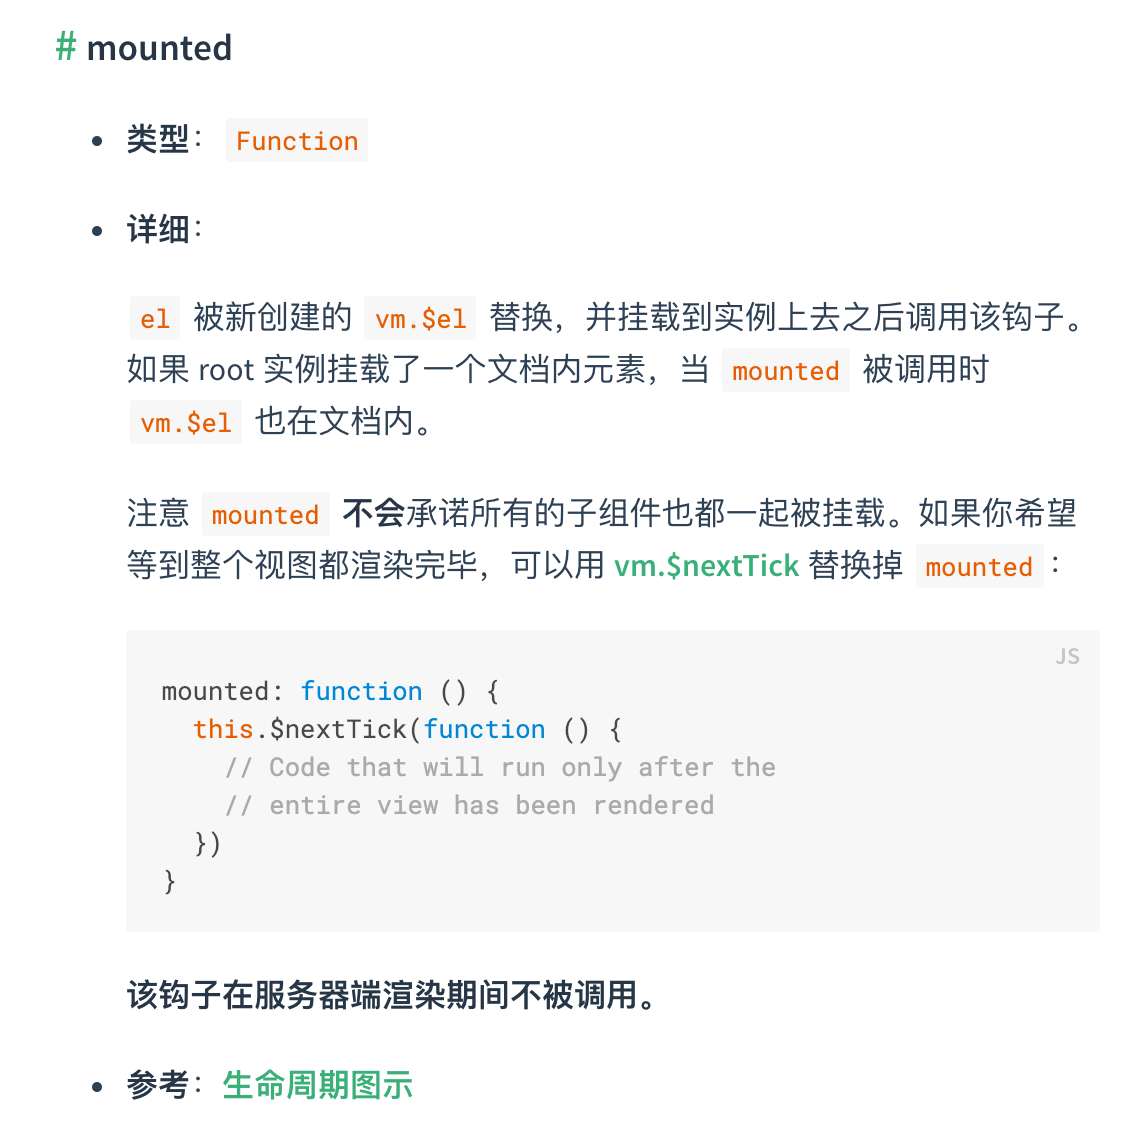 # mounted
• 类型： Function
• 详细：
el 被新创建的 vm.$el 替换，并挂载到实例上去之后调用该钩子。
如果 root 实例挂载了一个文档内元素，当 mounted 被调用时
vm.$el 也在文档内。
注意 mounted 不会承诺所有的子组件也都一起被挂载。如果你希望
等到整个视图都渲染完毕，可以用 vm.$nextTick 替换掉 mounted：
JS
mounted: function () {
  this.$nextTick(function () {
    // Code that will run only after the
    // entire view has been rendered
  })
}
该钩子在服务器端渲染期间不被调用。
• 参考：生命周期图示